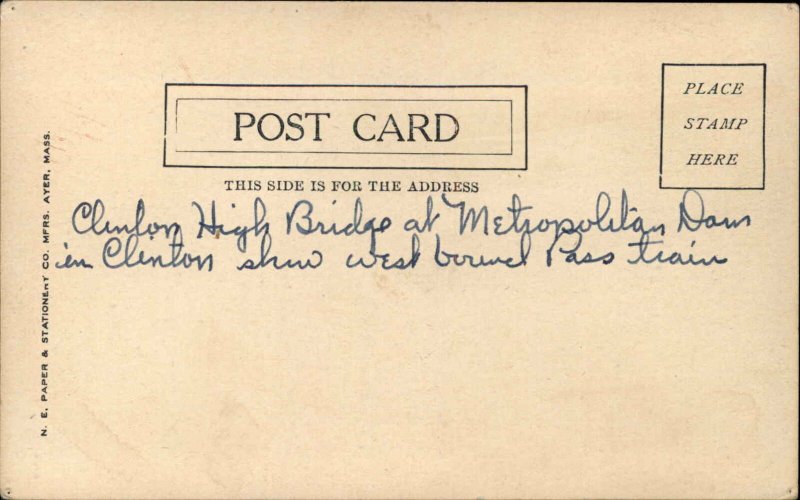 POST CARD
PLACE
STAMP
HERE
THIS SIDE IS FOR THE ADDRESS
Clinton High Bridge at Metropolitan Dam
in Clinton show west bound Pass train
N. E. PAPER & STATIONERY CO. MFRS. AYER, MASS.